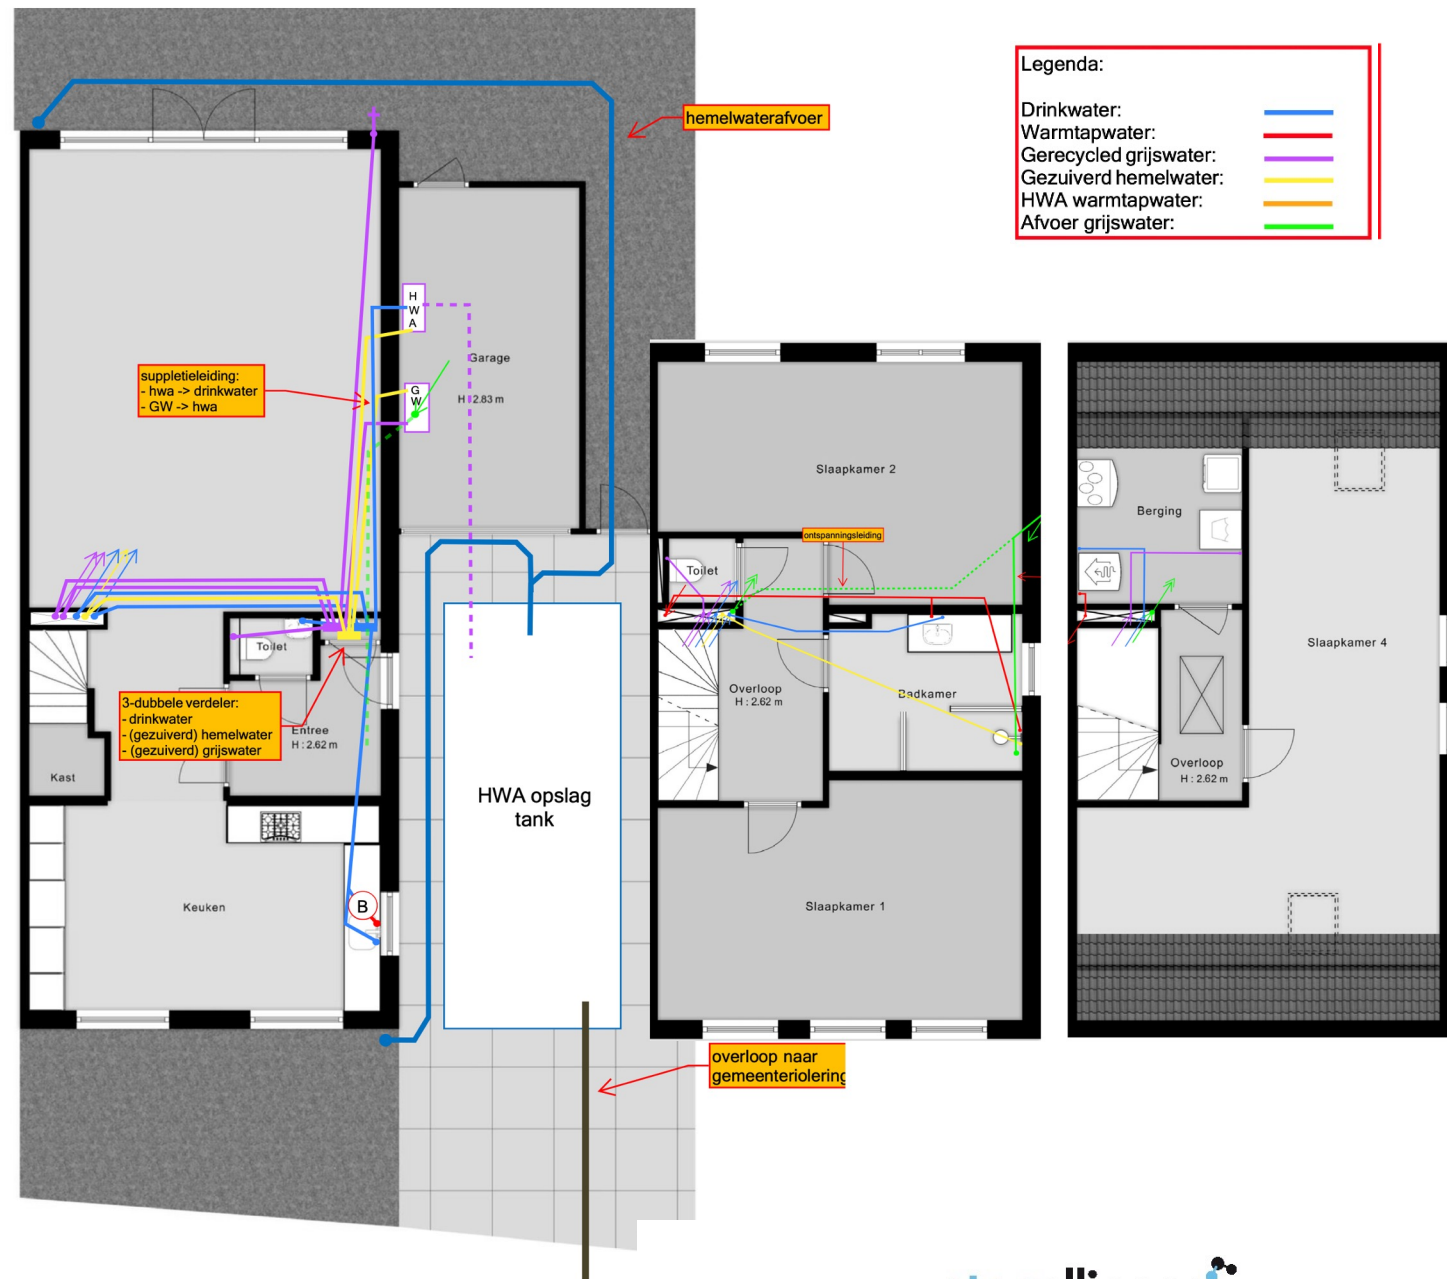 Legenda:
Drinkwater:
Warmtapwater:
Gerecycled grijswater:
Gezuiverd hemelwater:
HWA warmtapwater:
Afvoer grijswater:
hemelwaterafvoer
H
W
A
Garage
H : 2.83 m
G
W
suppletieleiding:
- hwa -> drinkwater
- GW -> hwa
Toilet
3-dubbele verdeler:
- drinkwater
- (gezuiverd) hemelwater
- (gezuiverd) grijswater
Entree
H : 2.62 m
Kast
Keuken
B
HWA opslag
tank
overloop naar
gemeenteriolering
Slaapkamer 2
ontspanningsleiding
Toilet
Overloop
H : 2.62 m
Badkamer
Slaapkamer 1
Berging
Slaapkamer 4
Overloop
H : 2.62 m